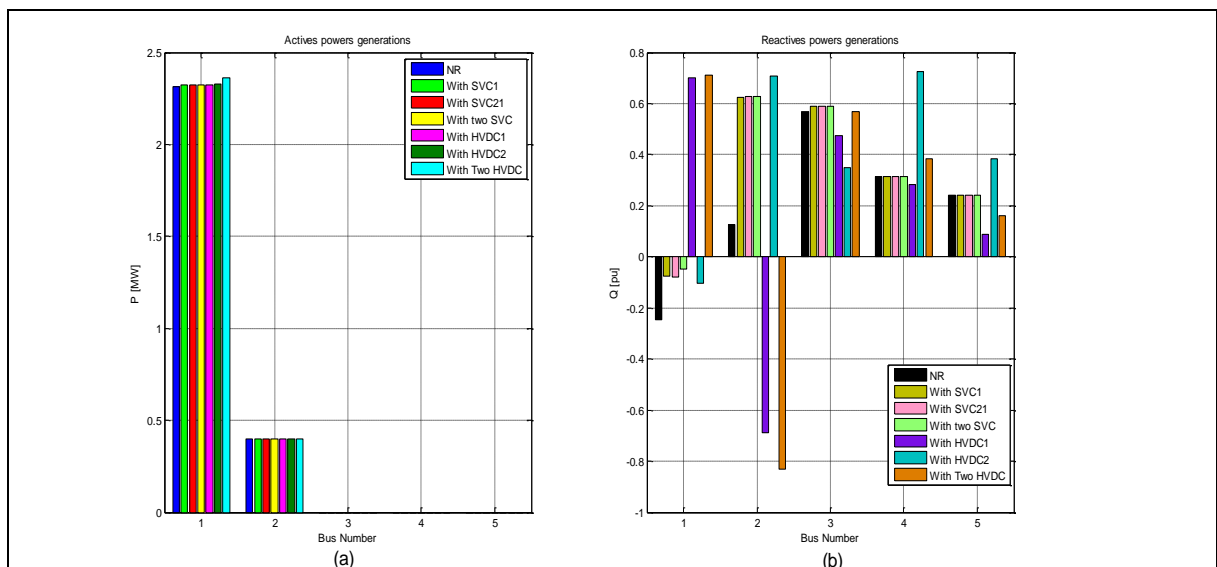 Actives powers generations
2.5
2
1.5
1
0.5
0
P [MW]
1 2 3 4 5
Bus Number
NR
With SVC1
With SVC21
With two SVC
With HVDC1
With HVDC2
With Two HVDC
(a)
Reactives powers generations
0.8
0.6
0.4
0.2
0
-0.2
-0.4
-0.6
-0.8
-1
Q [pu]
1 2 3 4 5
Bus Number
NR
With SVC1
With SVC21
With two SVC
With HVDC1
With HVDC2
With Two HVDC
(b)